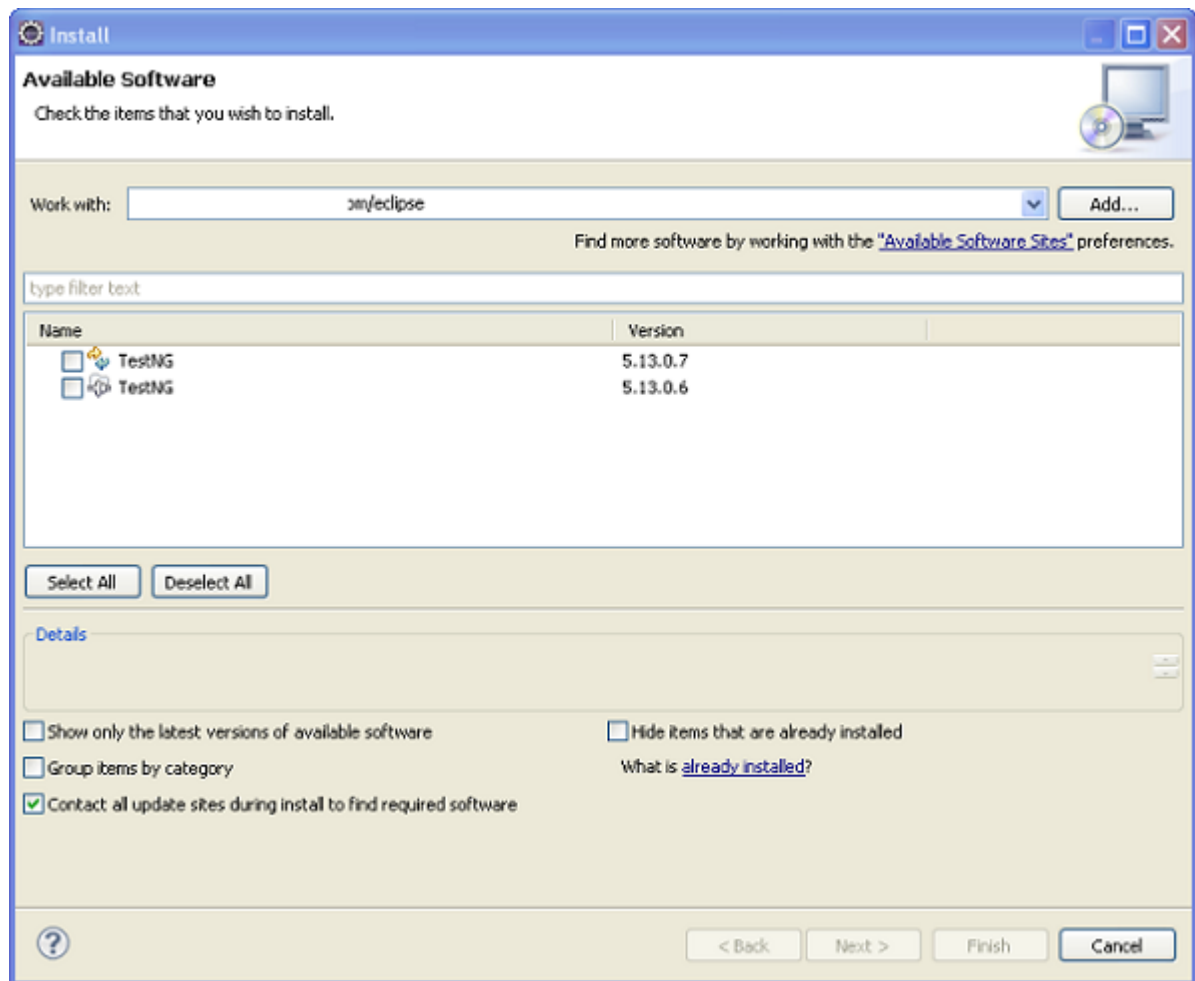 Install
Available Software
Check the items that you wish to install.
Work with: om/eclipse Add...
Find more software by working with the "Available Software Sites" preferences.
type filter text
Name Version
TestNG 5.13.0.7
TestNG 5.13.0.6
Select All Deselect All
Details
Show only the latest versions of available software Hide items that are already installed
Group items by category What is already installed?
Contact all update sites during install to find required software
< Back Next > Finish Cancel